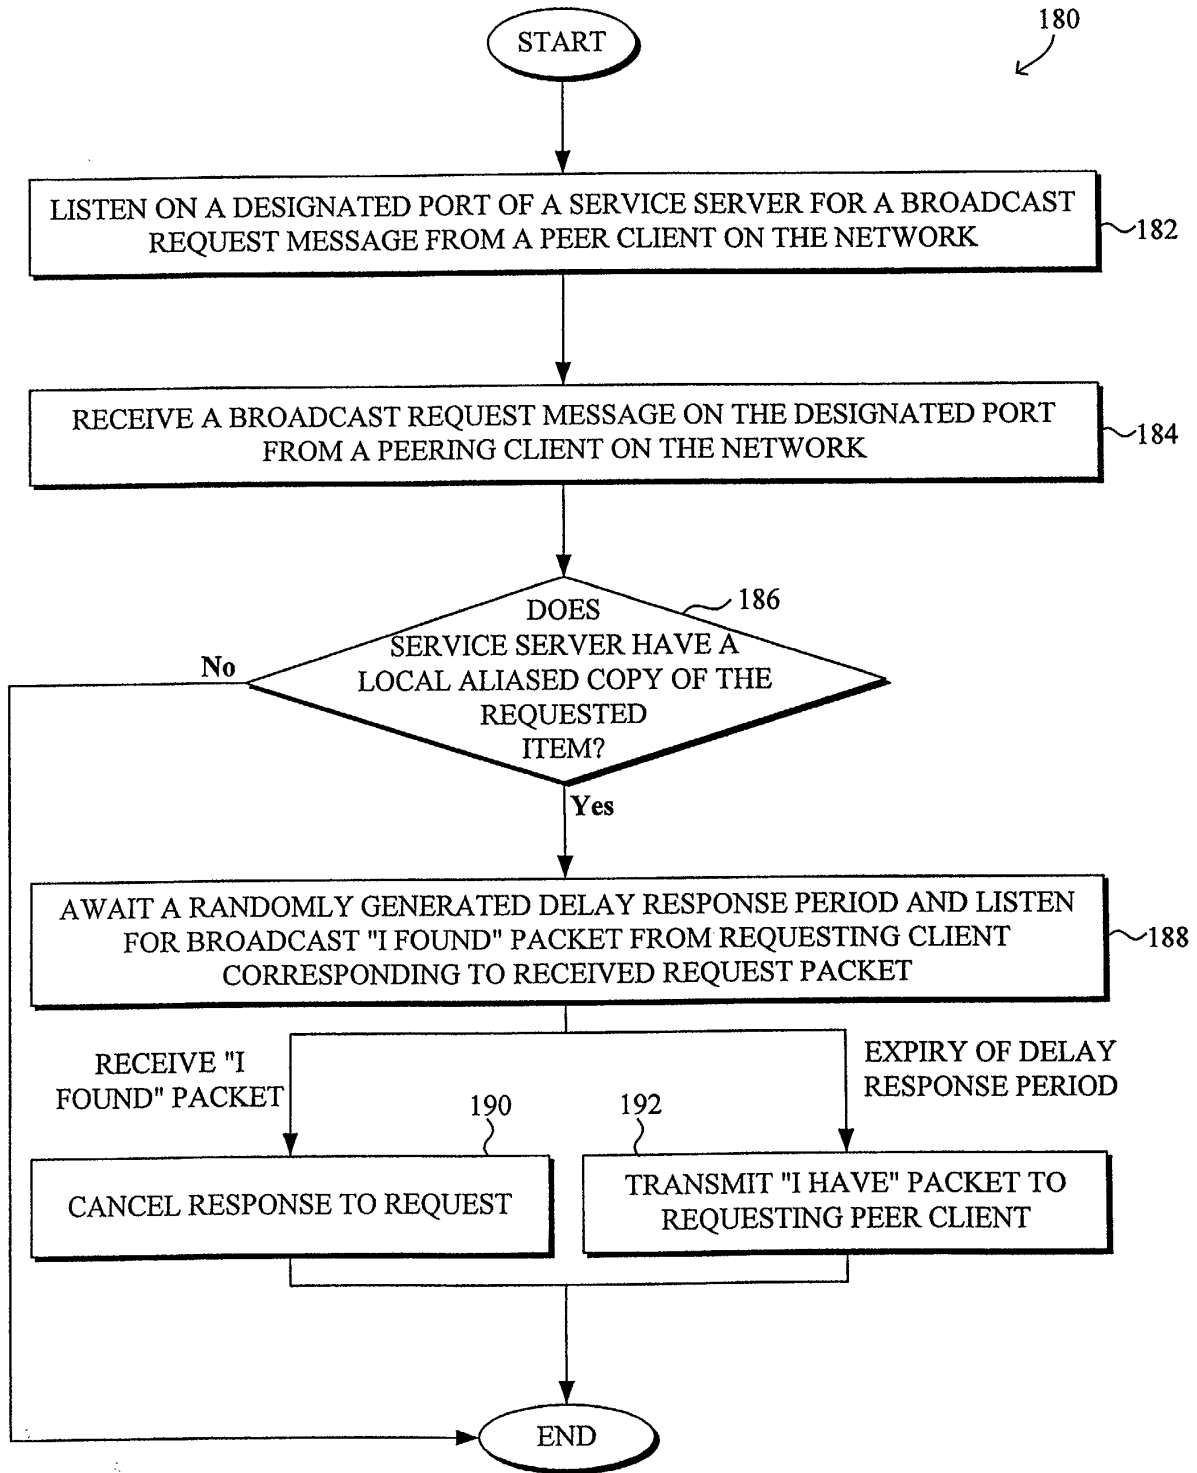 START
180
LISTEN ON A DESIGNATED PORT OF A SERVICE SERVER FOR A BROADCAST
REQUEST MESSAGE FROM A PEER CLIENT ON THE NETWORK
182
RECEIVE A BROADCAST REQUEST MESSAGE ON THE DESIGNATED PORT
FROM A PEERING CLIENT ON THE NETWORK
184
186
DOES
SERVICE SERVER HAVE A
LOCAL ALIASED COPY OF THE
REQUESTED
ITEM?
No
Yes
AWAIT A RANDOMLY GENERATED DELAY RESPONSE PERIOD AND LISTEN
FOR BROADCAST "I FOUND" PACKET FROM REQUESTING CLIENT
CORRESPONDING TO RECEIVED REQUEST PACKET
188
RECEIVE "I
FOUND" PACKET
EXPIRY OF DELAY
RESPONSE PERIOD
190
192
CANCEL RESPONSE TO REQUEST
TRANSMIT "I HAVE" PACKET TO
REQUESTING PEER CLIENT
END